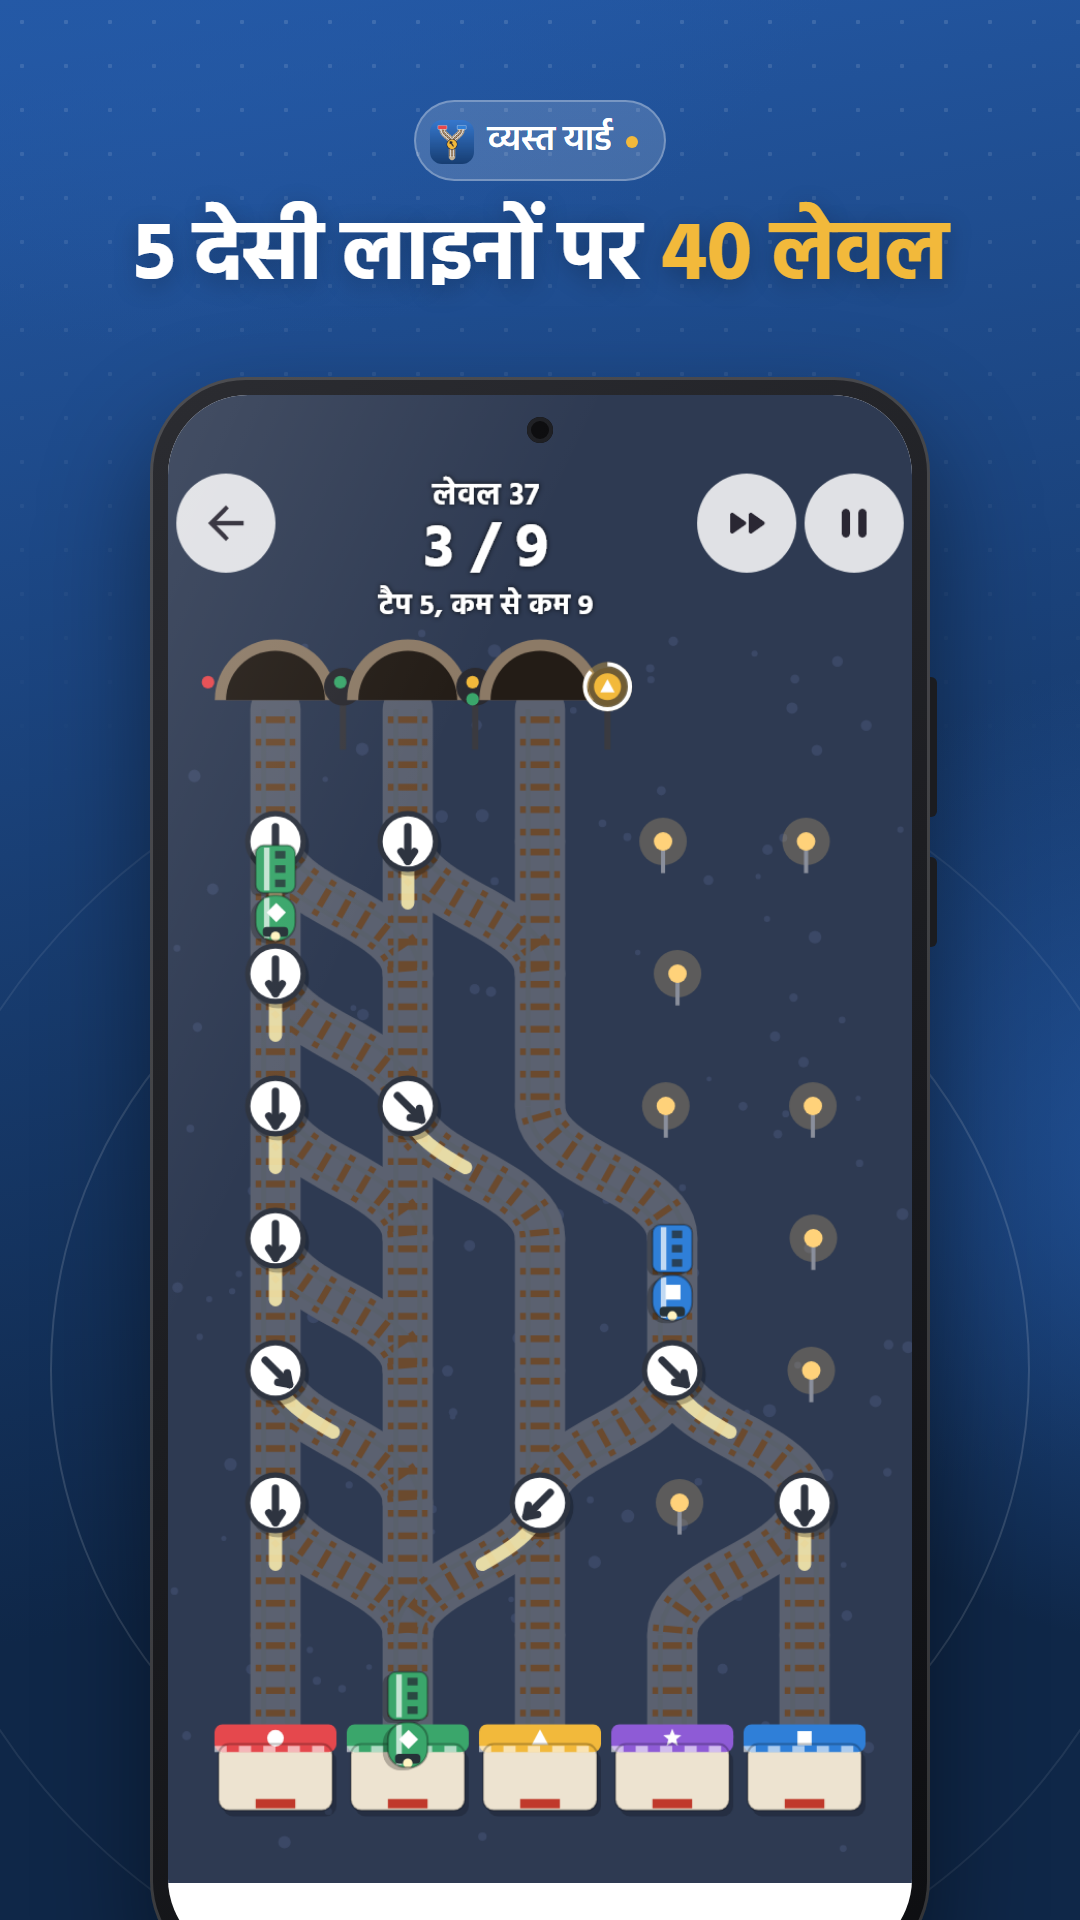 व्यस्त यार्ड
5 देसी लाइनों पर 40 लेवल
लेवल 37
3 / 9
टैप 5, कम से कम 9